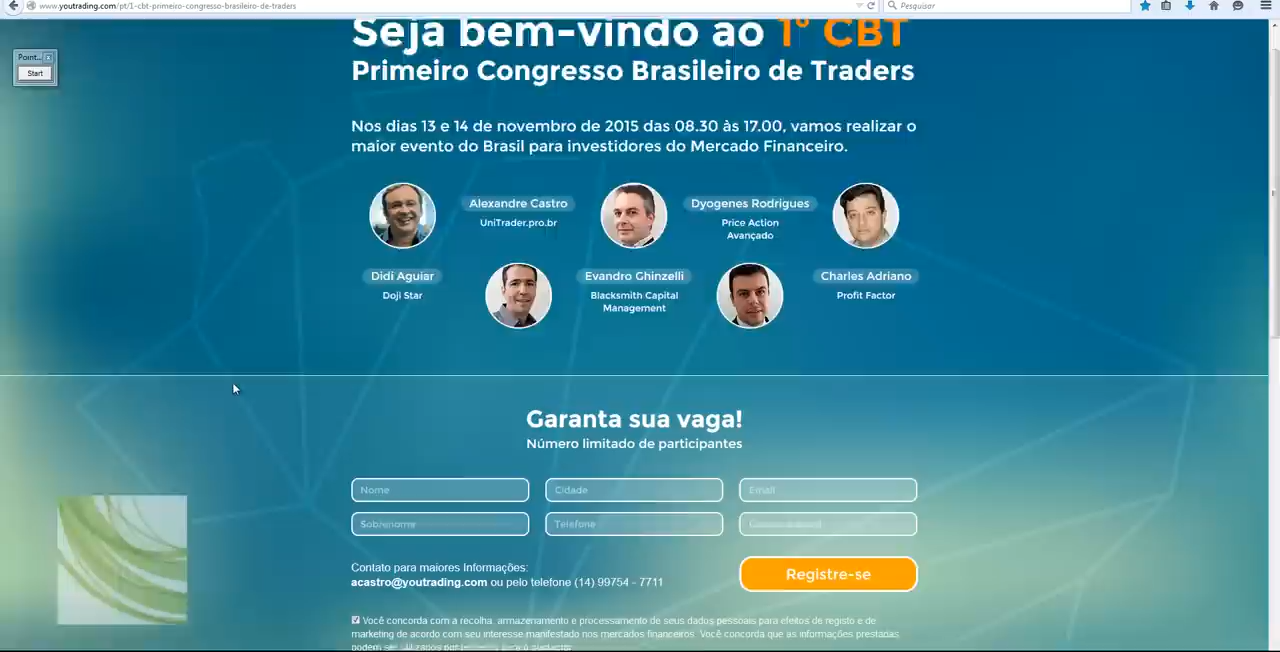 www.youtrading.com/pt/1-cbt-primeiro-congresso-brasileiro-de-traders
Pesquisar
Point...
Start
Seja bem-vindo ao 1º CBT
Primeiro Congresso Brasileiro de Traders
Nos dias 13 e 14 de novembro de 2015 das 08.30 às 17.00, vamos realizar o
maior evento do Brasil para investidores do Mercado Financeiro.
Alexandre Castro
UniTrader.pro.br
Dyogenes Rodrigues
Price Action
Avançado
Didi Aguiar
Doji Star
Evandro Ghinzelli
Blacksmith Capital
Management
Charles Adriano
Profit Factor
Garanta sua vaga!
Número limitado de participantes
Nome
Cidade
Email
Sobrenome
Telefone
Contato para maiores Informações:
acastro@youtrading.com ou pelo telefone (14) 99754 - 7711
Registre-se
Você concorda com a recolha, armazenamento e processamento de seus dados pessoais para efeitos de registo e de
marketing de acordo com seu interesse manifestado nos mercados financeiros. Você concorda que as informações prestadas
podem ser utilizados por